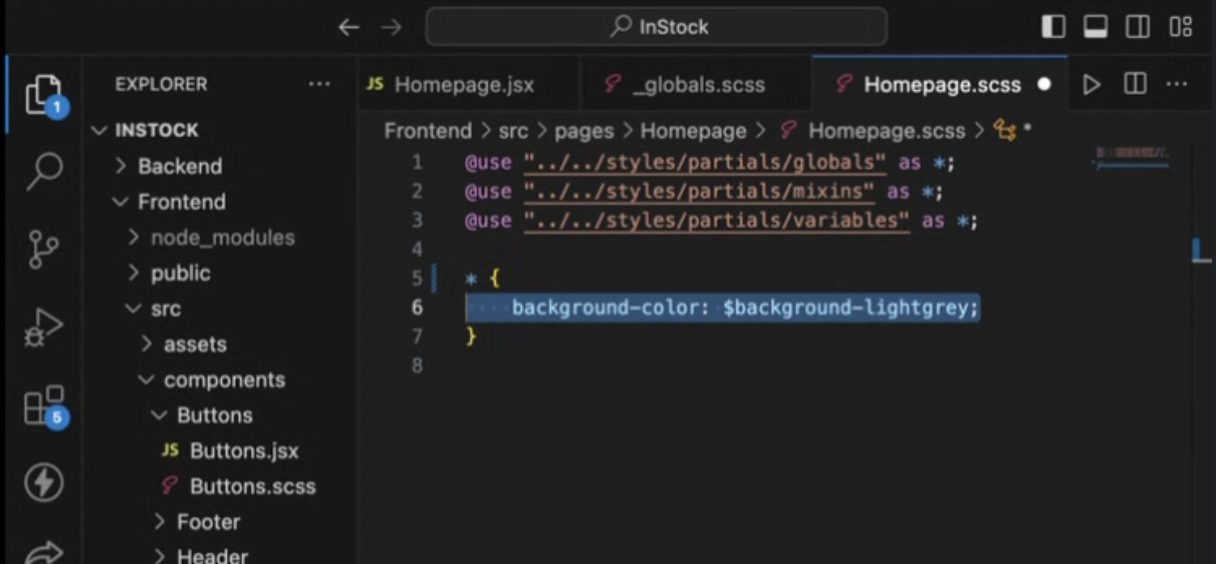 InStock
EXPLORER ...
JS Homepage.jsx
_globals.scss
Homepage.scss
1
INSTOCK
Backend
Frontend
node_modules
public
src
assets
components
Buttons
JS Buttons.jsx
Buttons.scss
Footer
Header
5
Frontend > src > pages > Homepage > Homepage.scss > *
1 @use "../../styles/partials/globals" as *;
2 @use "../../styles/partials/mixins" as *;
3 @use "../../styles/partials/variables" as *;
4
5 * {
6 background-color: $background-lightgrey;
7 }
8